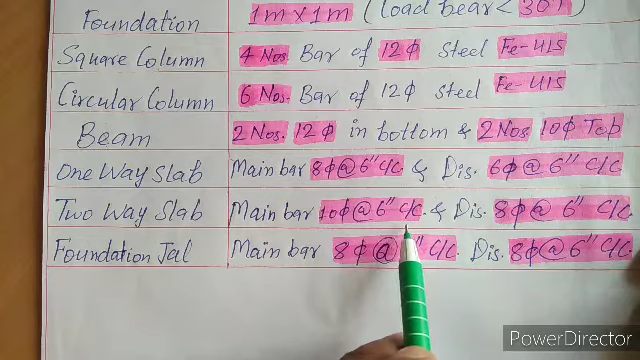 Foundation 1m x 1m (load bear < 30T)
Square Column 4 Nos Bar of 12ϕ Steel Fe-415
Circular Column 6 Nos. Bar of 12ϕ Steel Fe-415
Beam 2 Nos. 12ϕ in bottom & 2 Nos 10ϕ Top
One Way Slab Main bar 8ϕ@6" C/C & Dis. 6ϕ@6" C/C
Two Way Slab Main bar 10ϕ@6" C/C. & Dis. 8ϕ@ 6" C/C
Foundation Jal Main bar 8ϕ@ " C/C. Dis. 8ϕ@6" C/C
PowerDirector